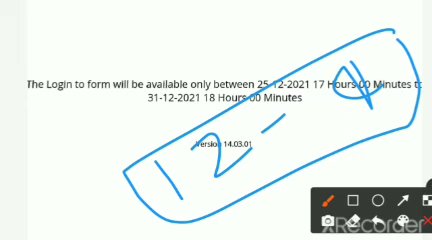 The Login to form will be available only between 25-12-2021 17 Hours 00 Minutes to
31-12-2021 18 Hours 00 Minutes
Version 14.03.01
12-9
XRecorder